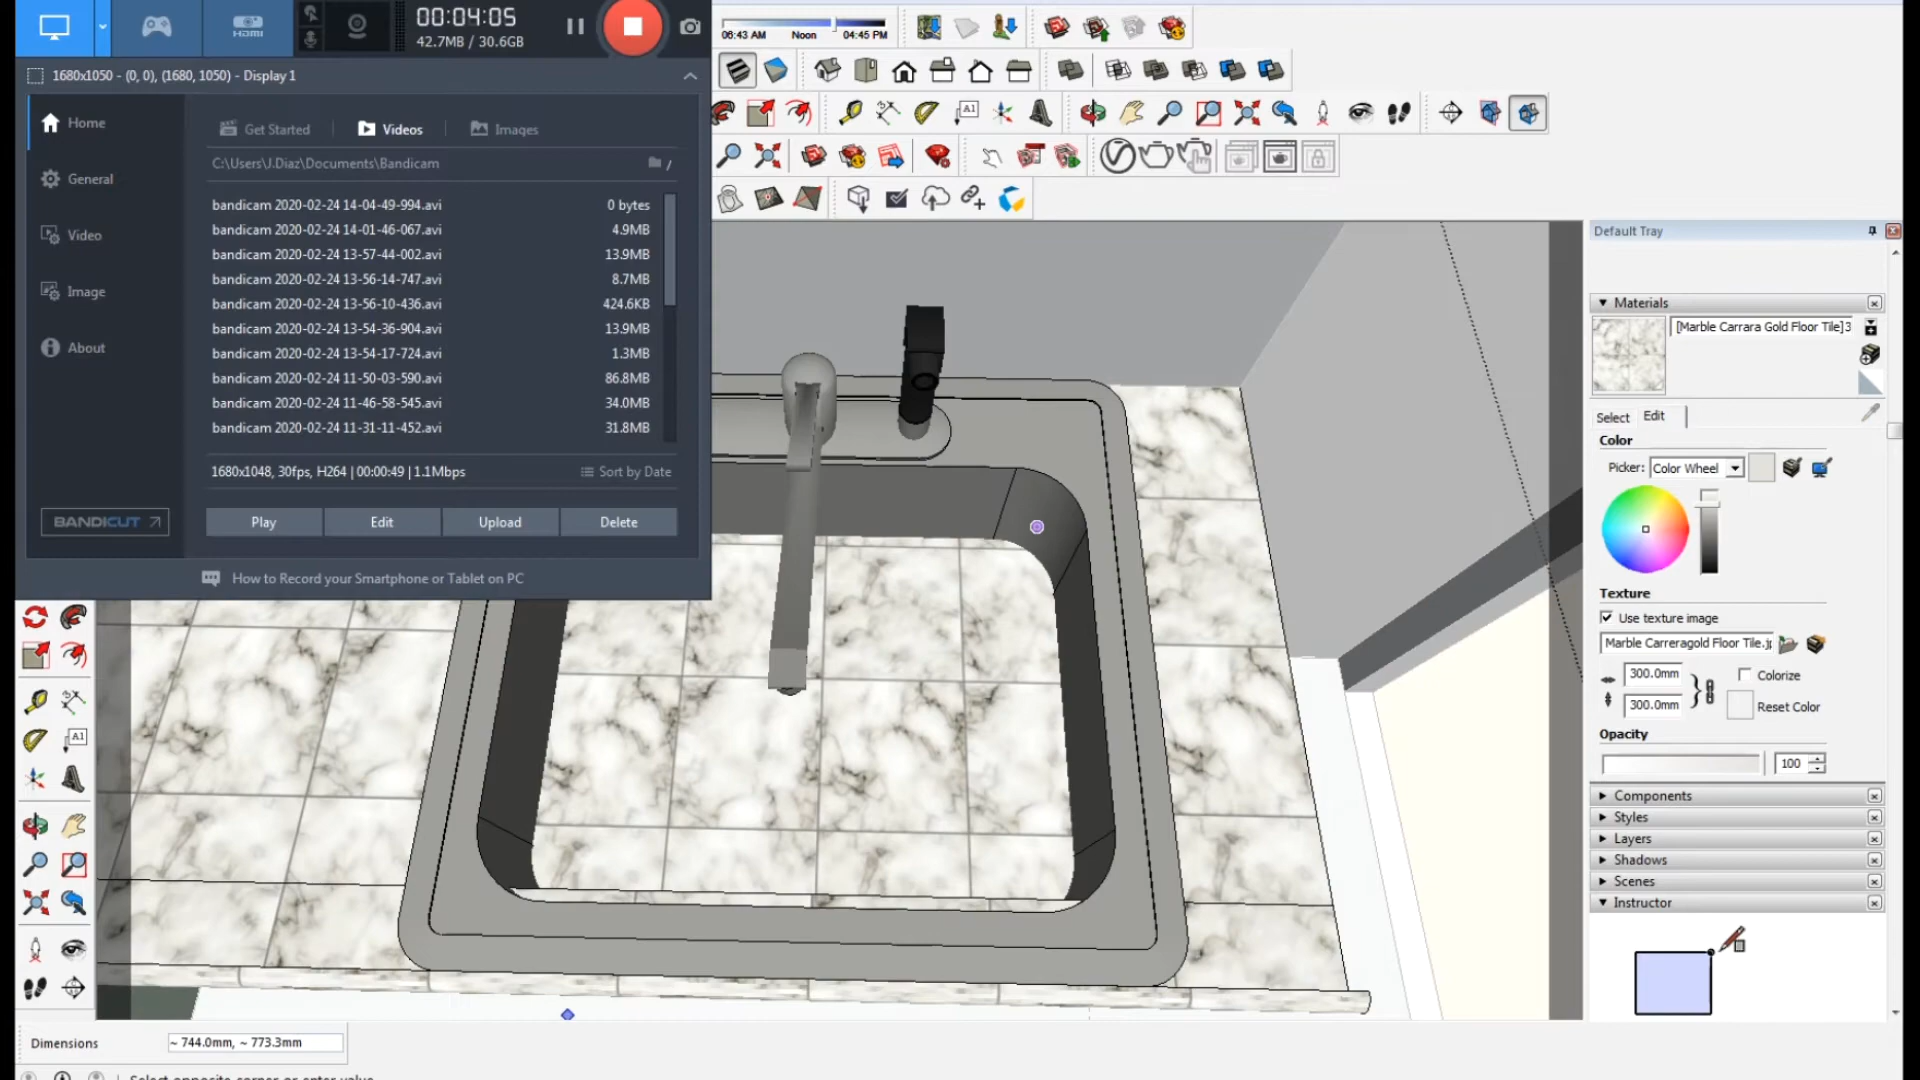 HDMI
00:04:05
42.7MB / 30.6GB
06:43 AM Noon 04:45 PM
1680x1050 - (0, 0), (1680, 1050) - Display 1
Home
General
Video
Image
About
BANDICUT
Get Started
Videos
Images
C:\Users\J.Diaz\Documents\Bandicam
/
bandicam 2020-02-24 14-04-49-994.avi 0 bytes
bandicam 2020-02-24 14-01-46-067.avi 4.9MB
bandicam 2020-02-24 13-57-44-002.avi 13.9MB
bandicam 2020-02-24 13-56-14-747.avi 8.7MB
bandicam 2020-02-24 13-56-10-436.avi 424.6KB
bandicam 2020-02-24 13-54-36-904.avi 13.9MB
bandicam 2020-02-24 13-54-17-724.avi 1.3MB
bandicam 2020-02-24 11-50-03-590.avi 86.8MB
bandicam 2020-02-24 11-46-58-545.avi 34.0MB
bandicam 2020-02-24 11-31-11-452.avi 31.8MB
1680x1048, 30fps, H264 | 00:00:49 | 1.1Mbps
Sort by Date
Play
Edit
Upload
Delete
How to Record your Smartphone or Tablet on PC
A1
A1
Default Tray
Materials
[Marble Carrara Gold Floor Tile]3
Select
Edit
Color
Picker: Color Wheel
Texture
Use texture image
Marble Carreragold Floor Tile.j
300.0mm
Colorize
300.0mm
Reset Color
Opacity
100
Components
Styles
Layers
Shadows
Scenes
Instructor
Dimensions
~ 744.0mm, ~ 773.3mm
Select opposite corner or enter value